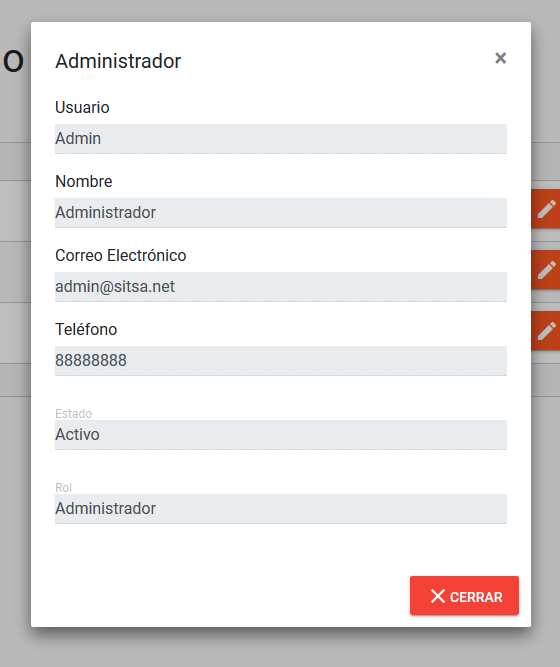 o
Administrador ×
Usuario
Admin
Nombre
Administrador
Correo Electrónico
admin@sitsa.net
Teléfono
88888888
Estado
Activo
Rol
Administrador
CERRAR